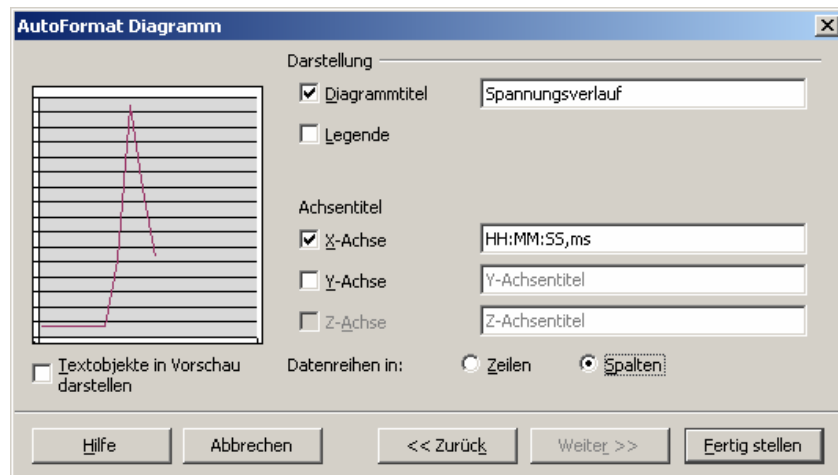 AutoFormat Diagramm
Darstellung
Diagrammtitel Spannungsverlauf
Legende
Achsentitel
X-Achse HH:MM:SS,ms
Y-Achse Y-Achsentitel
Z-Achse Z-Achsentitel
Textobjekte in Vorschau
darstellen
Datenreihen in: Zeilen Spalten
Hilfe Abbrechen << Zurück Weiter >> Fertig stellen